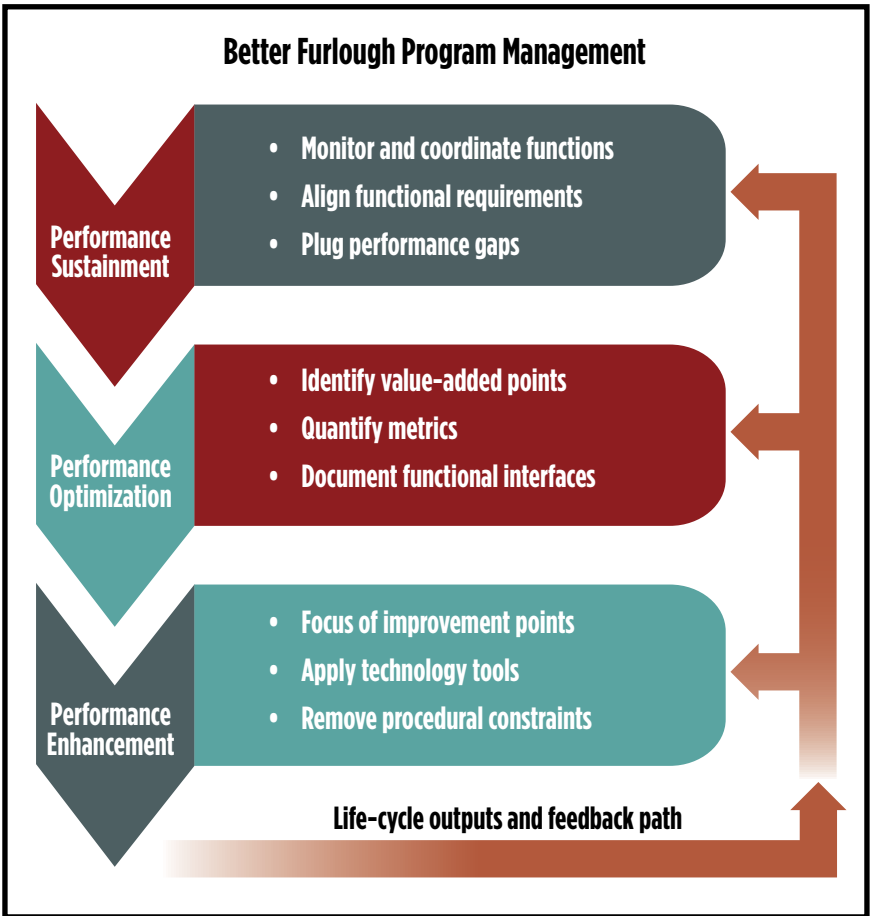 Better Furlough Program Management
Performance
Sustainment
• Monitor and coordinate functions
• Align functional requirements
• Plug performance gaps
Performance
Optimization
• Identify value-added points
• Quantify metrics
• Document functional interfaces
Performance
Enhancement
• Focus of improvement points
• Apply technology tools
• Remove procedural constraints
Life-cycle outputs and feedback path